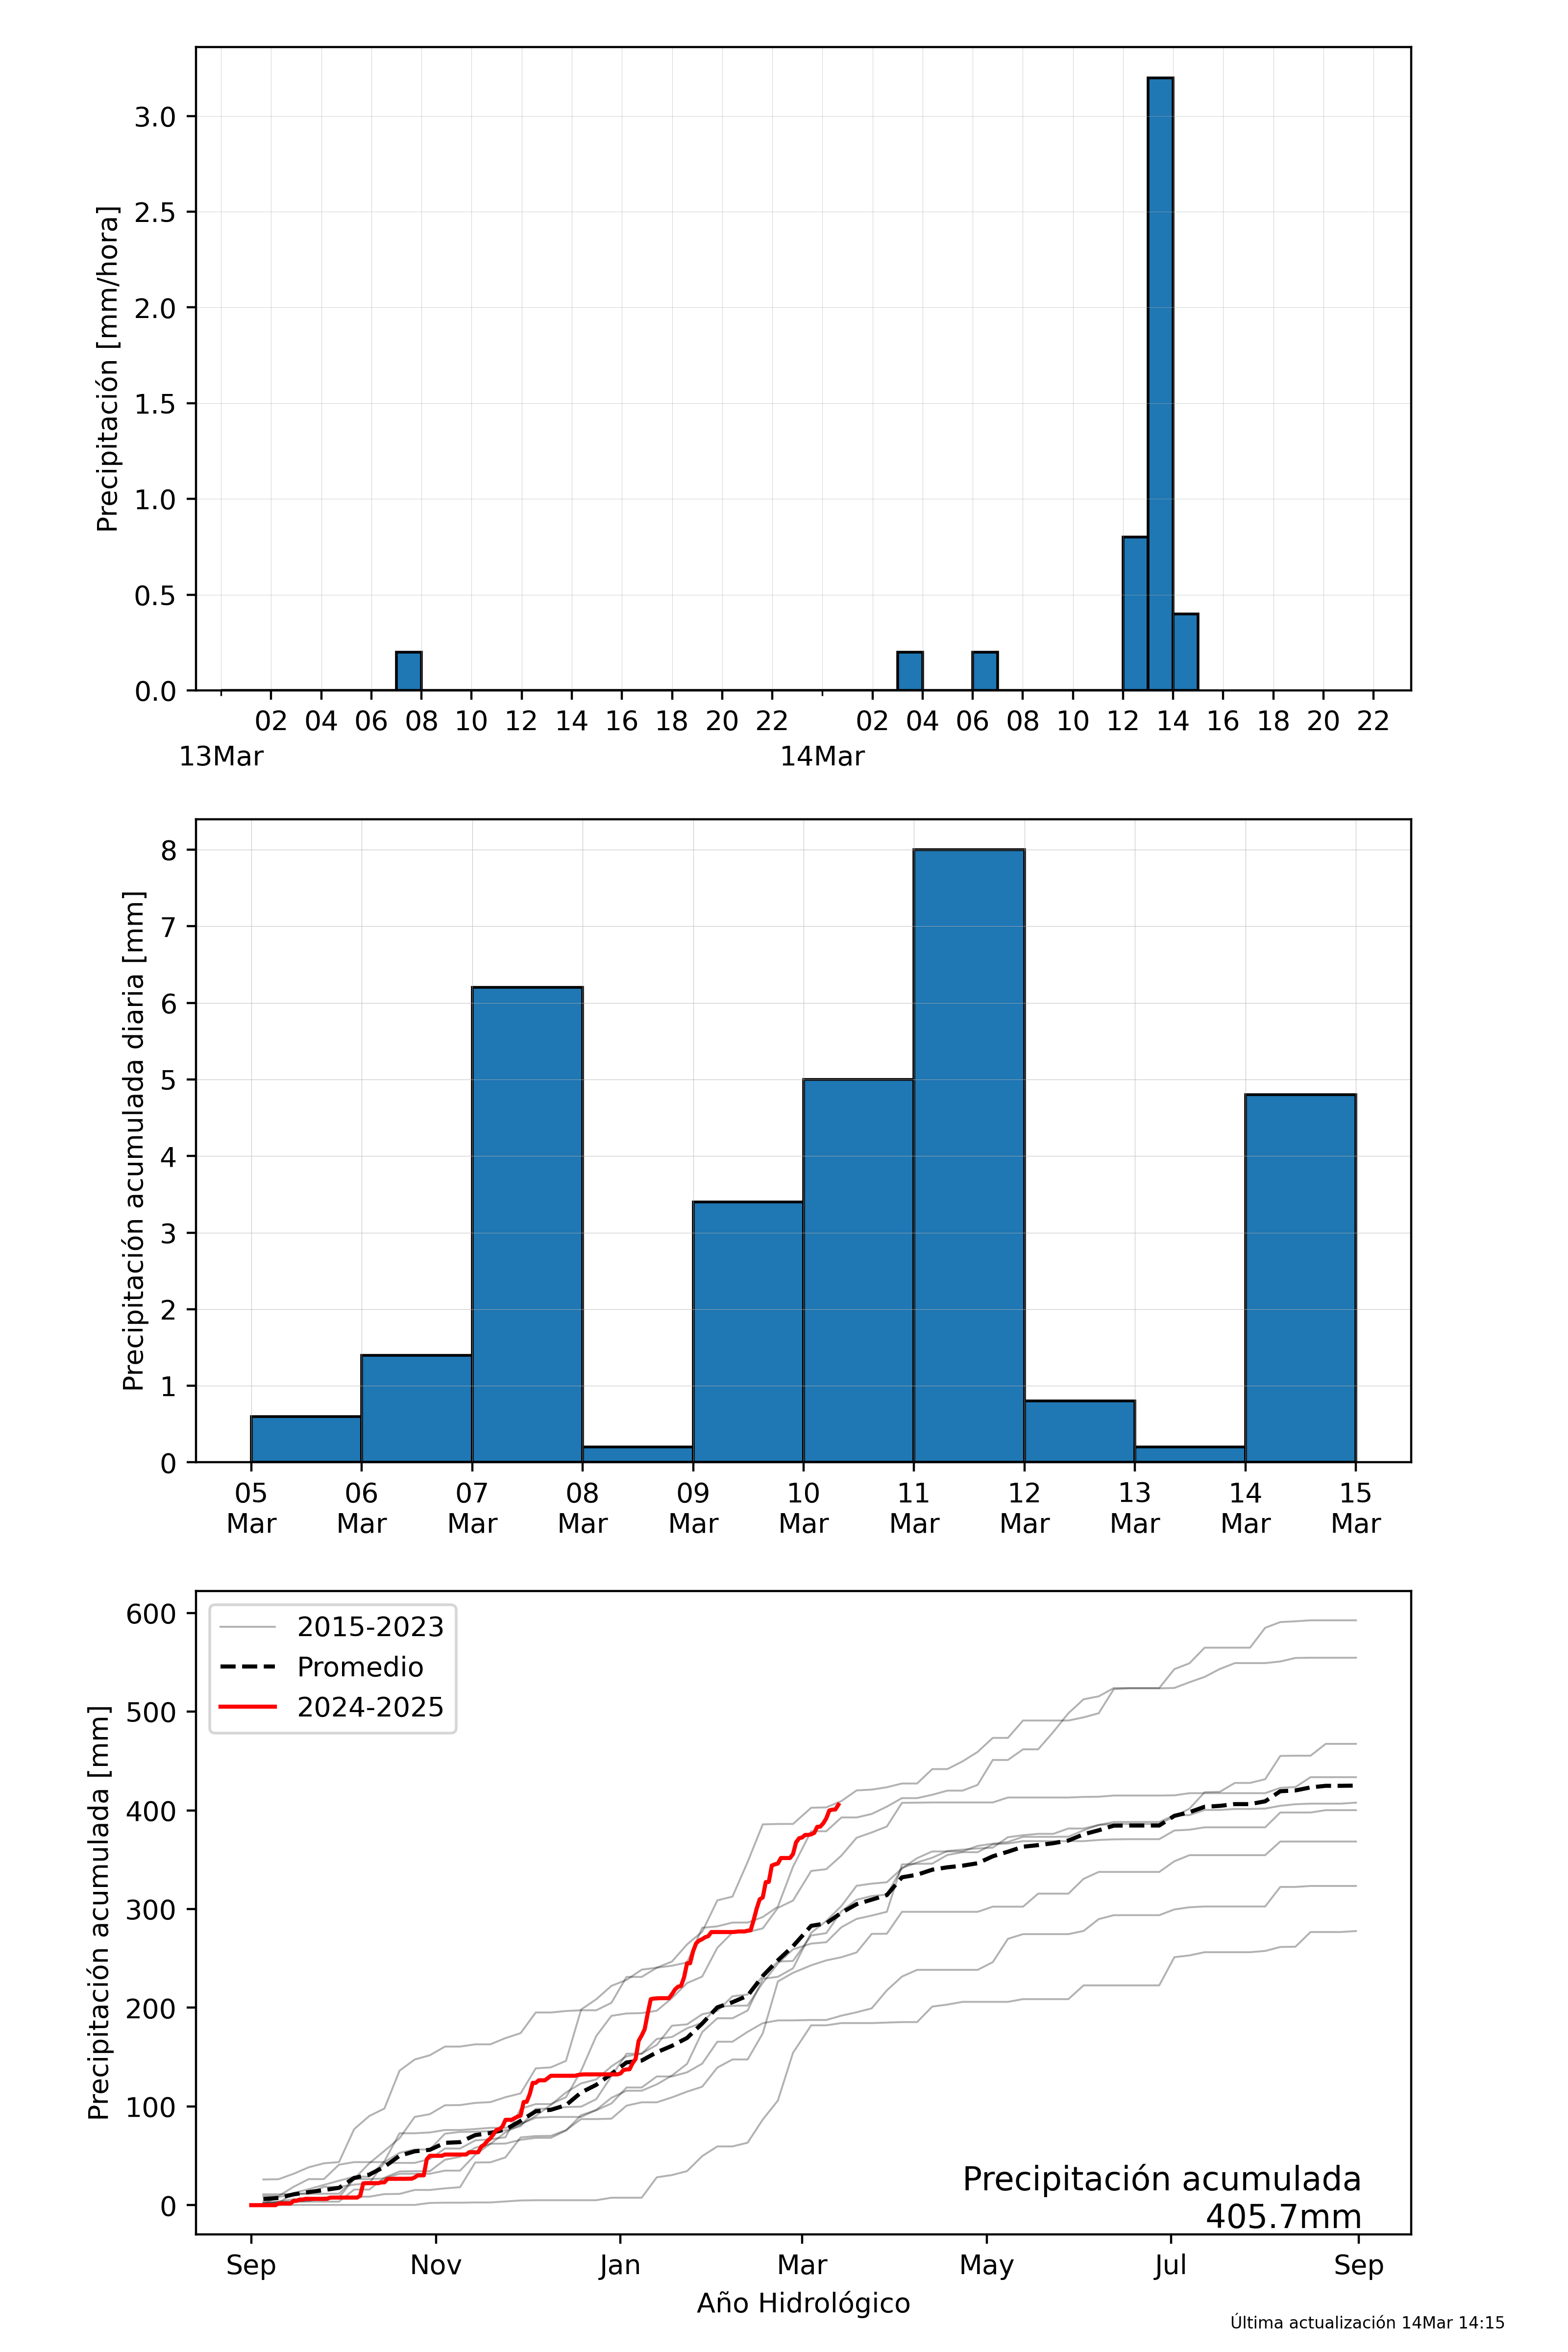 Precipitación [mm/hora]
3.0
2.5
2.0
1.5
1.0
0.5
0.0
02 04 06 08 10 12 14 16 18 20 22 02 04 06 08 10 12 14 16 18 20 22
13Mar 14Mar
Precipitación acumulada diaria [mm]
8
7
6
5
4
3
2
1
0
05 06 07 08 09 10 11 12 13 14 15
Mar Mar Mar Mar Mar Mar Mar Mar Mar Mar Mar
Precipitación acumulada [mm]
600
500
400
300
200
100
0
2015-2023
Promedio
2024-2025
Precipitación acumulada
405.7mm
Sep Nov Jan Mar May Jul Sep
Año Hidrológico
Última actualización 14Mar 14:15